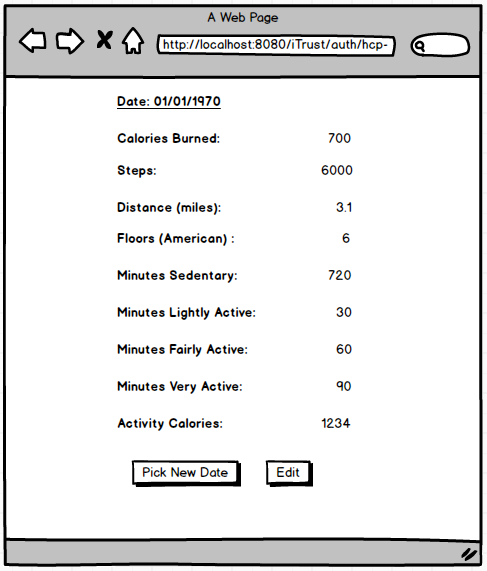 A Web Page
http://localhost:8080/iTrust/auth/hcp-
Date: 01/01/1970
Calories Burned: 700
Steps: 6000
Distance (miles): 3.1
Floors (American) : 6
Minutes Sedentary: 720
Minutes Lightly Active: 30
Minutes Fairly Active: 60
Minutes Very Active: 90
Activity Calories: 1234
Pick New Date Edit